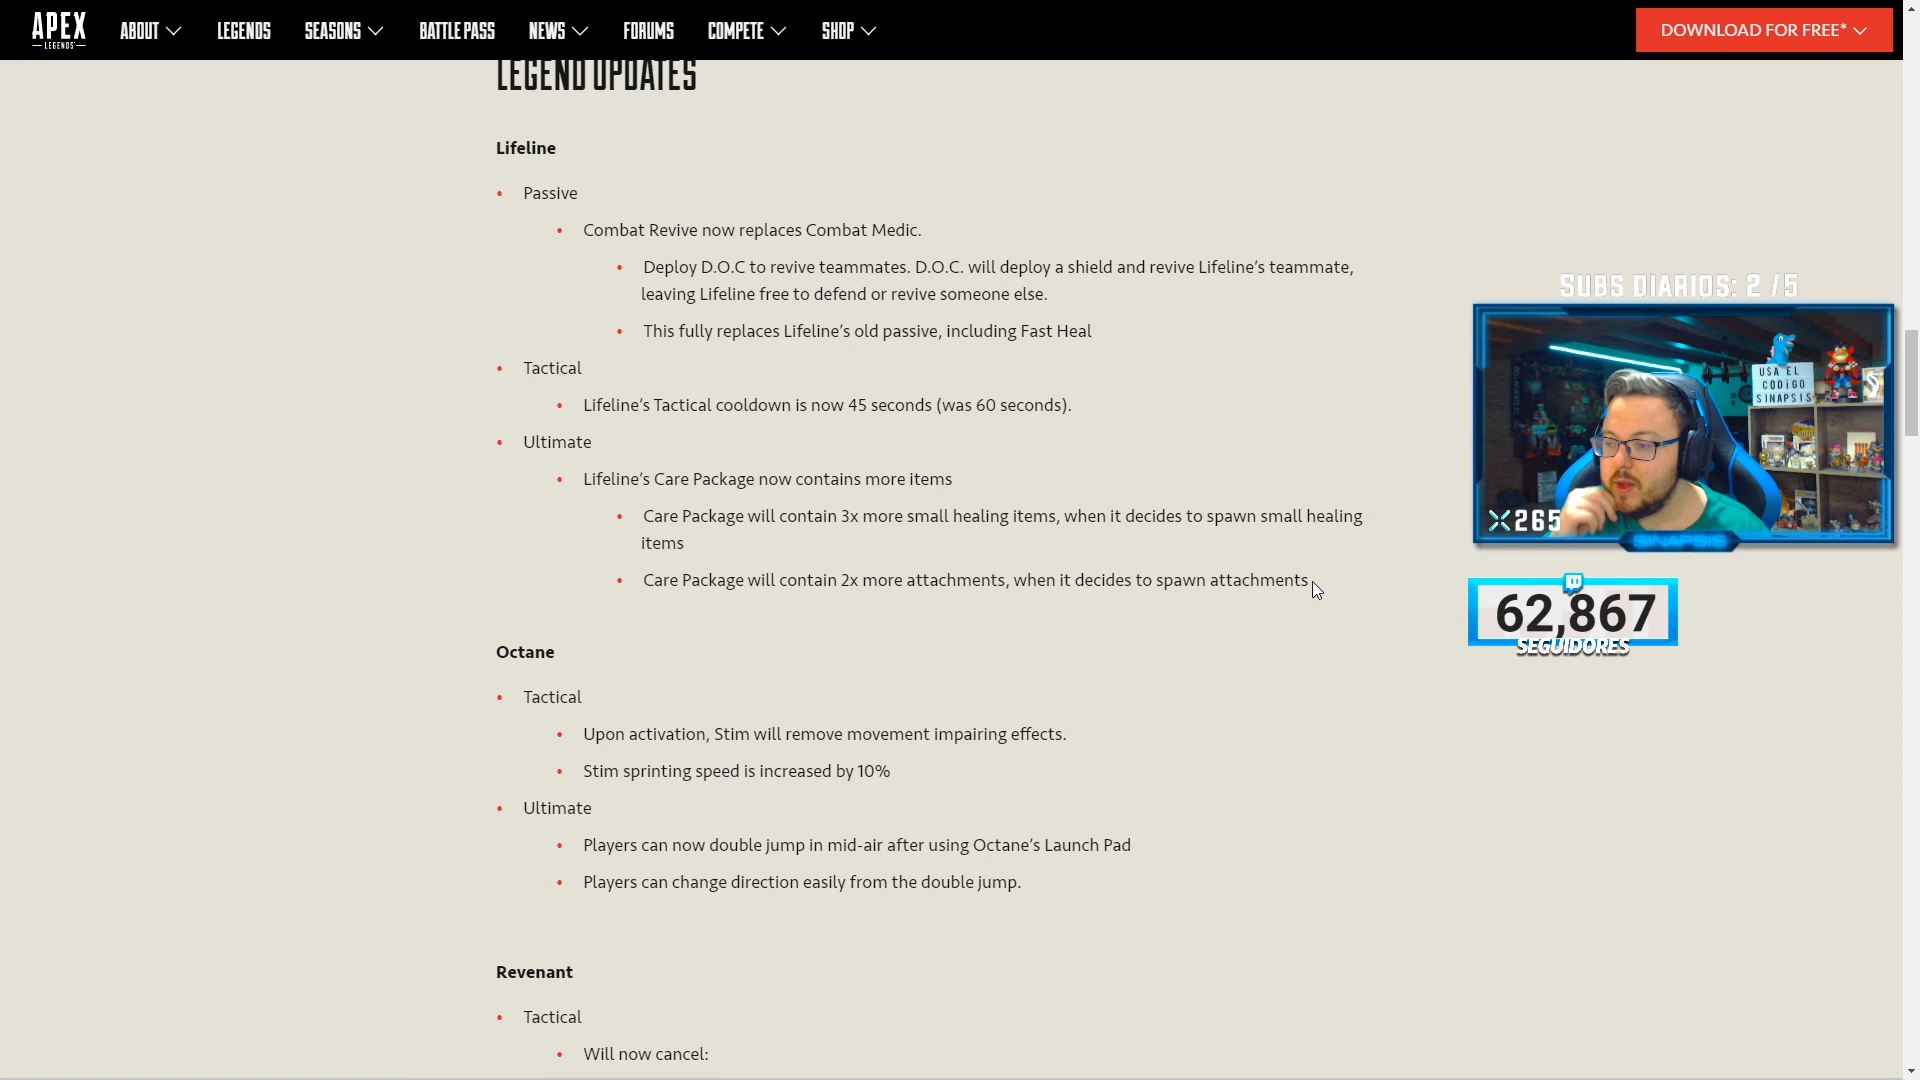 APEX
LEGENDS
ABOUT
LEGENDS
SEASONS
BATTLE PASS
NEWS
FORUMS
COMPETE
SHOP
DOWNLOAD FOR FREE*
LEGEND UPDATES
Lifeline
Passive
Combat Revive now replaces Combat Medic.
Deploy D.O.C to revive teammates. D.O.C. will deploy a shield and revive Lifeline’s teammate,
leaving Lifeline free to defend or revive someone else.
This fully replaces Lifeline’s old passive, including Fast Heal
Tactical
Lifeline’s Tactical cooldown is now 45 seconds (was 60 seconds).
Ultimate
Lifeline’s Care Package now contains more items
Care Package will contain 3x more small healing items, when it decides to spawn small healing
items
Care Package will contain 2x more attachments, when it decides to spawn attachments
Octane
Tactical
Upon activation, Stim will remove movement impairing effects.
Stim sprinting speed is increased by 10%
Ultimate
Players can now double jump in mid-air after using Octane’s Launch Pad
Players can change direction easily from the double jump.
Revenant
Tactical
Will now cancel:
SUBS DIARIOS: 2 /5
USA EL
CODIGO
SINAPSIS
265
SINAPSIS
62,867
SEGUIDORES